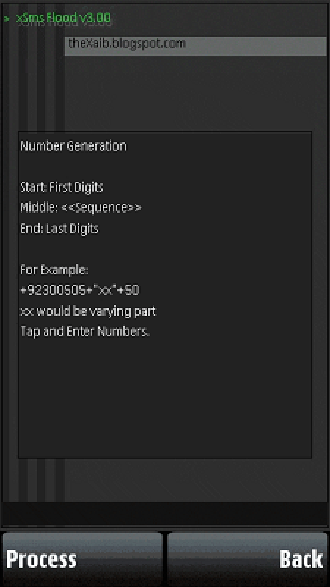 > xSms Flood v3.00
theXaib.blogspot.com
Number Generation
Start: First Digits
Middle: <<Sequence>>
End: Last Digits
For Example:
+92300505+"xx"+50
xx would be varying part
Tap and Enter Numbers.
Process
Back